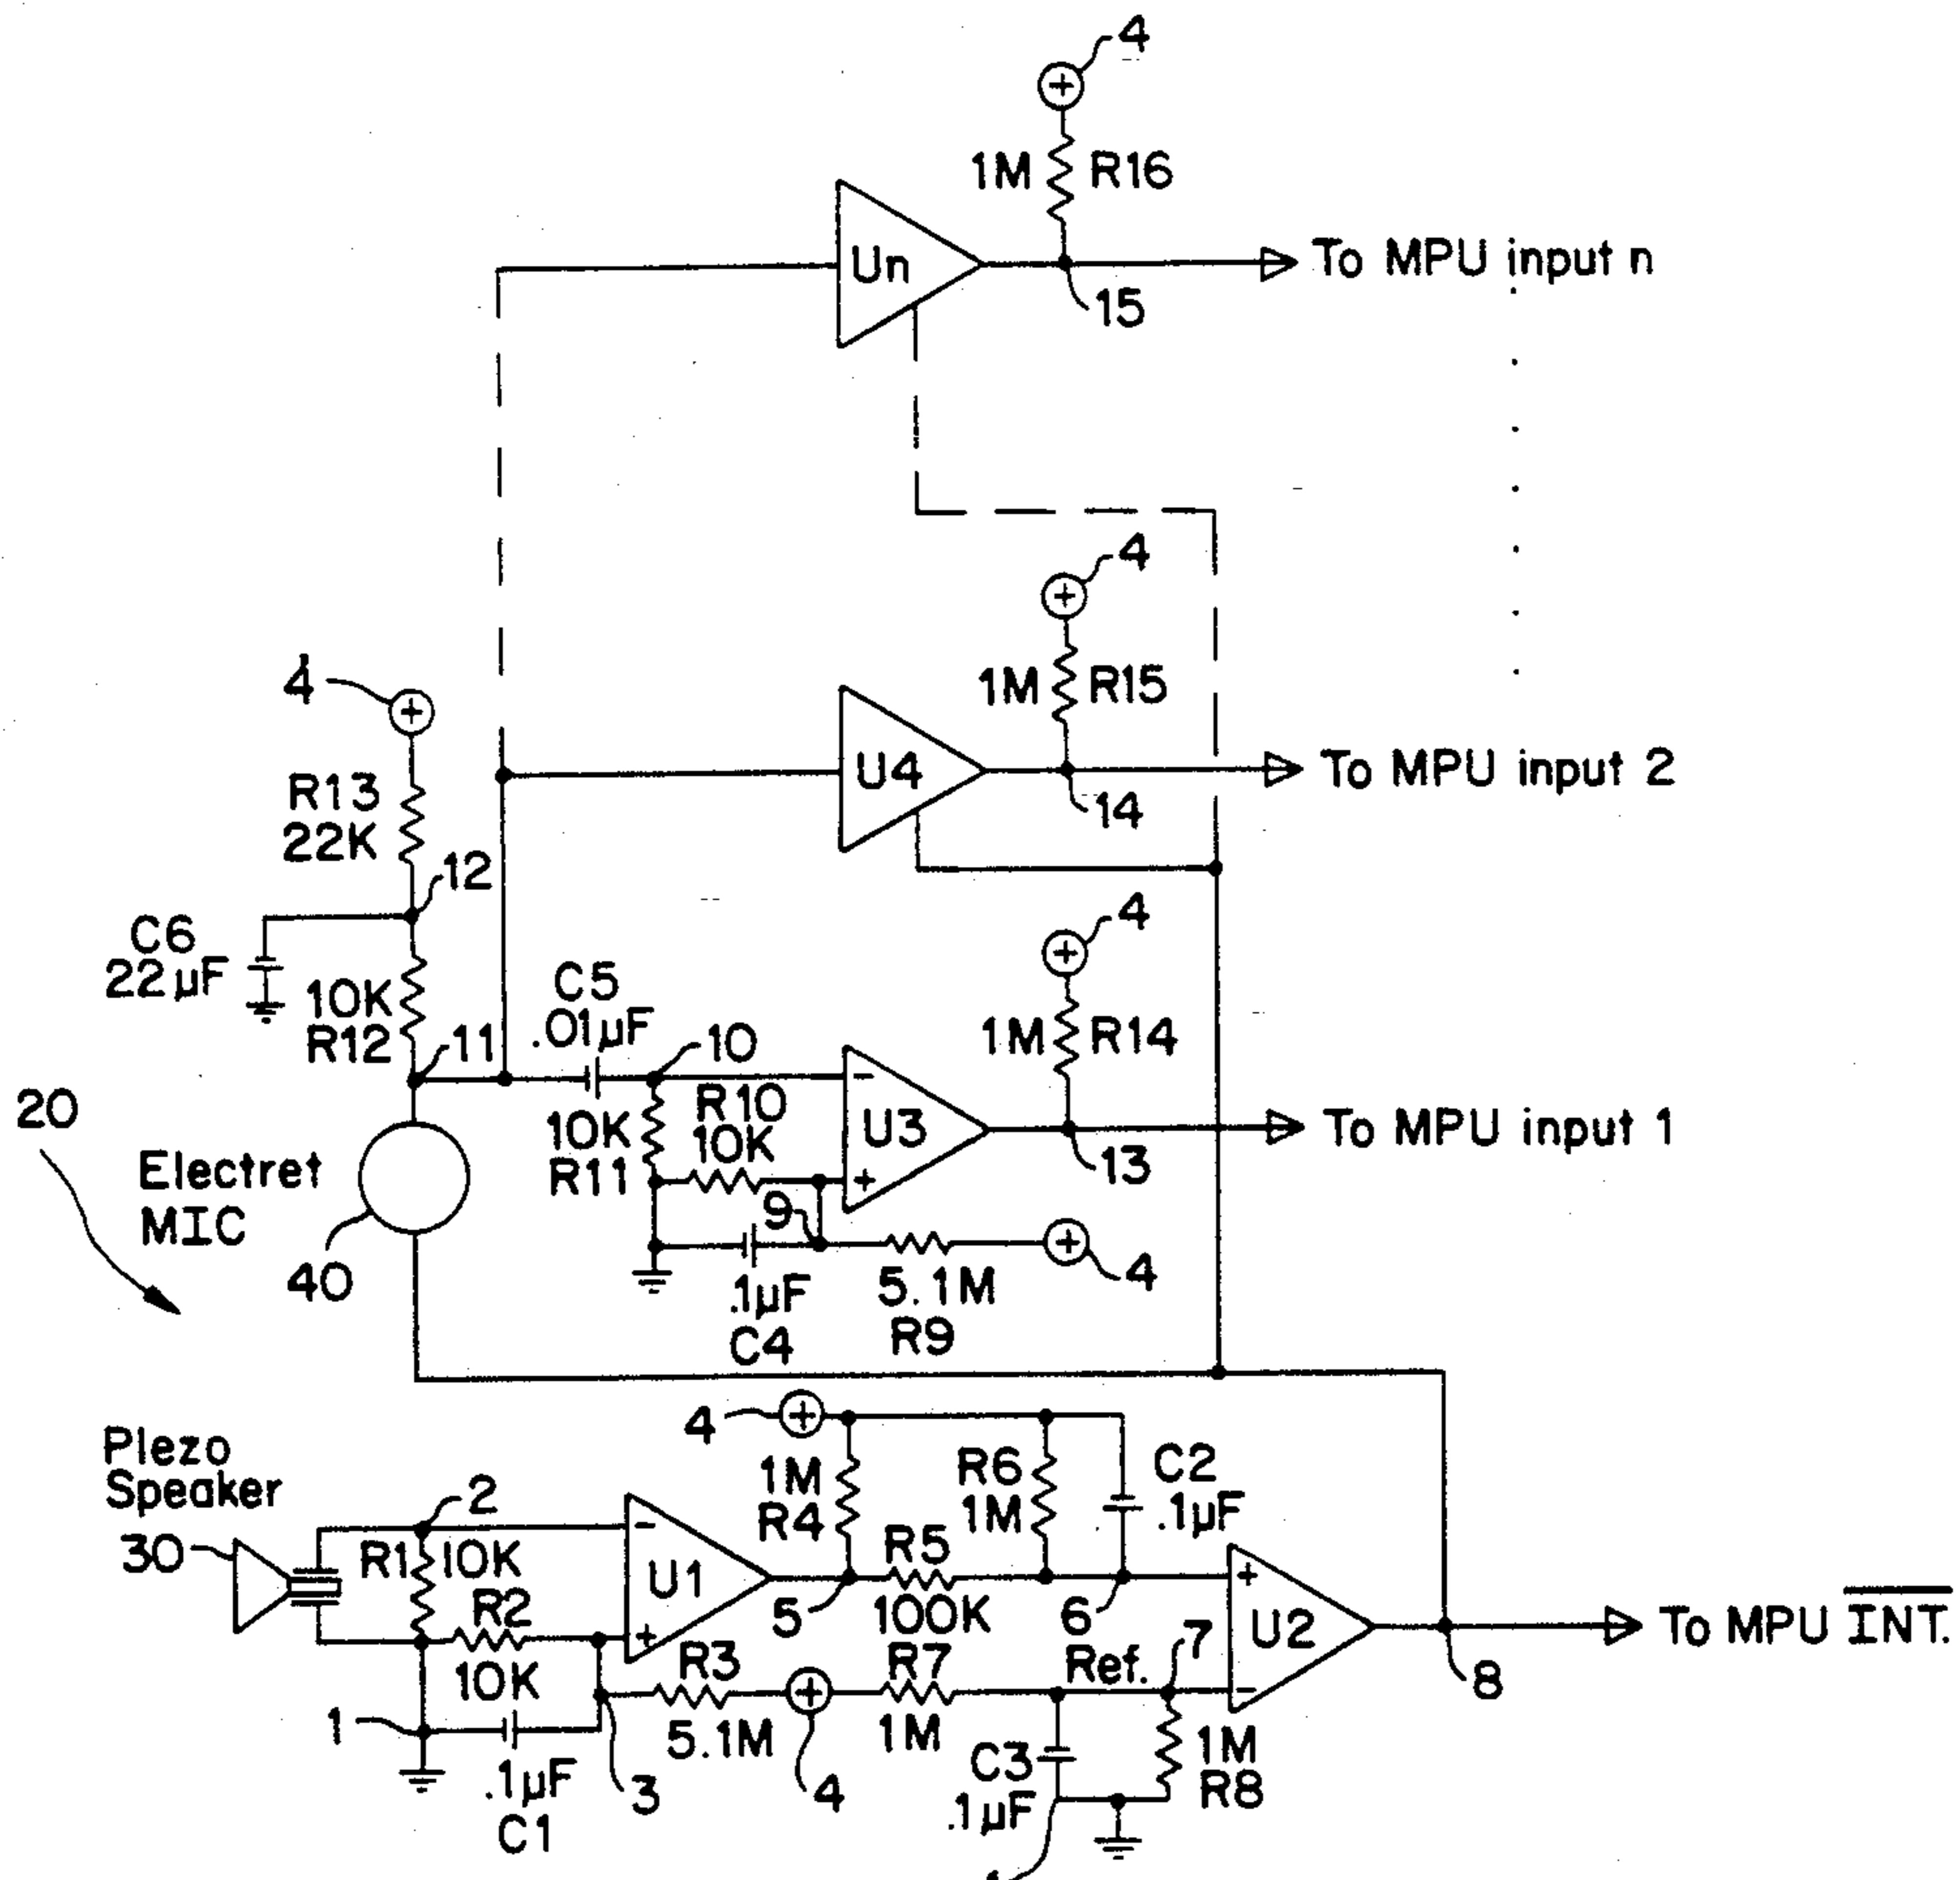 4
+
1M R16
Un
To MPU input n
15
4
+
1M R15
4
+
U4
To MPU input 2
14
R13
22K
12
4
+
C6
22µF
10K
R12
C5
.01µF
1M R14
11
10
-
R10
10K
U3
To MPU input 1
20
10K
R11
13
Electret
MIC
+
9
+
4
40
.1µF
C4
5.1M
R9
4
+
PIezo
Speaker
2
1M
R4
R6
1M
C2
.1µF
30
R1 10K
-
U1
R5
100K
+
R2
10K
+
5
6
U2
To MPU INT.
R3
R7
Ref.
7
8
+
-
1
5.1M
1M
C3
.1µF
1M
R8
.1µF
C1
3
4